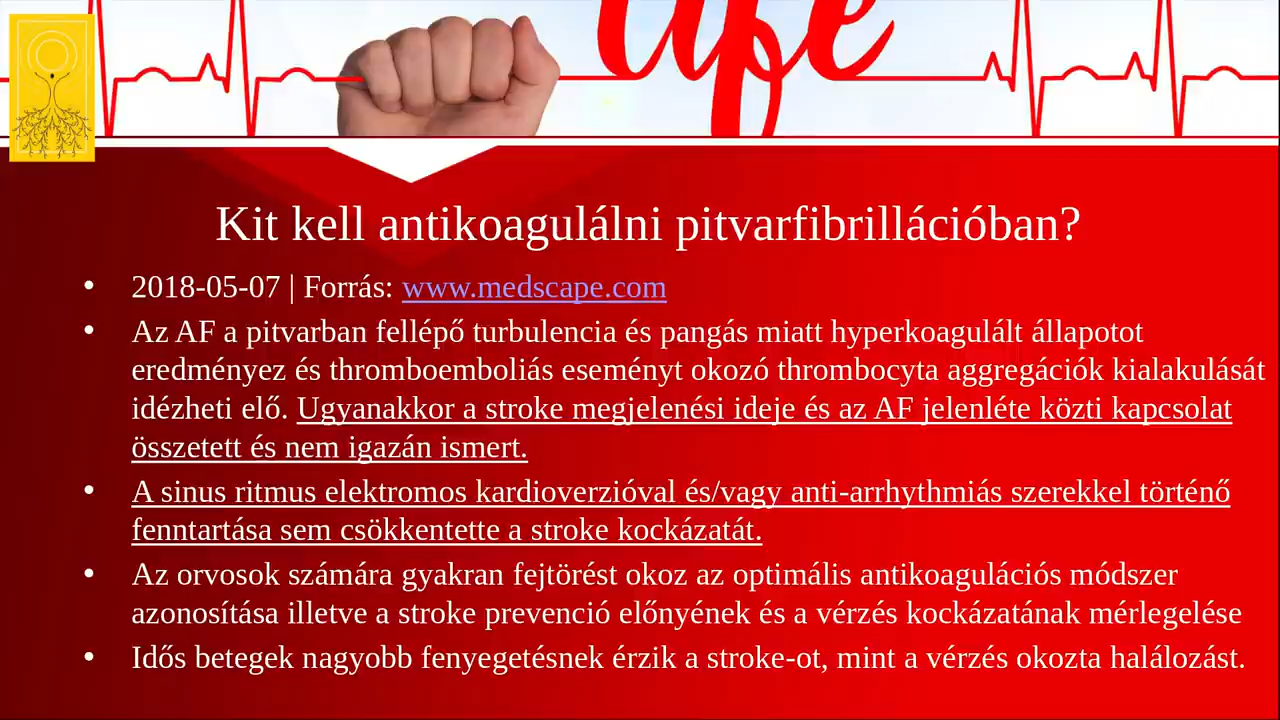 life
Kit kell antikoagulálni pitvarfibrillációban?
• 2018-05-07 | Forrás: www.medscape.com
• Az AF a pitvarban fellépő turbulencia és pangás miatt hyperkoagulált állapotot
eredményez és thromboemboliás eseményt okozó thrombocyta aggregációk kialakulását
idézheti elő. Ugyanakkor a stroke megjelenési ideje és az AF jelenléte közti kapcsolat
összetett és nem igazán ismert.
• A sinus ritmus elektromos kardioverzióval és/vagy anti-arrhythmiás szerekkel történő
fenntartása sem csökkentette a stroke kockázatát.
• Az orvosok számára gyakran fejtörést okoz az optimális antikoagulációs módszer
azonosítása illetve a stroke prevenció előnyének és a vérzés kockázatának mérlegelése
• Idős betegek nagyobb fenyegetésnek érzik a stroke-ot, mint a vérzés okozta halálozást.